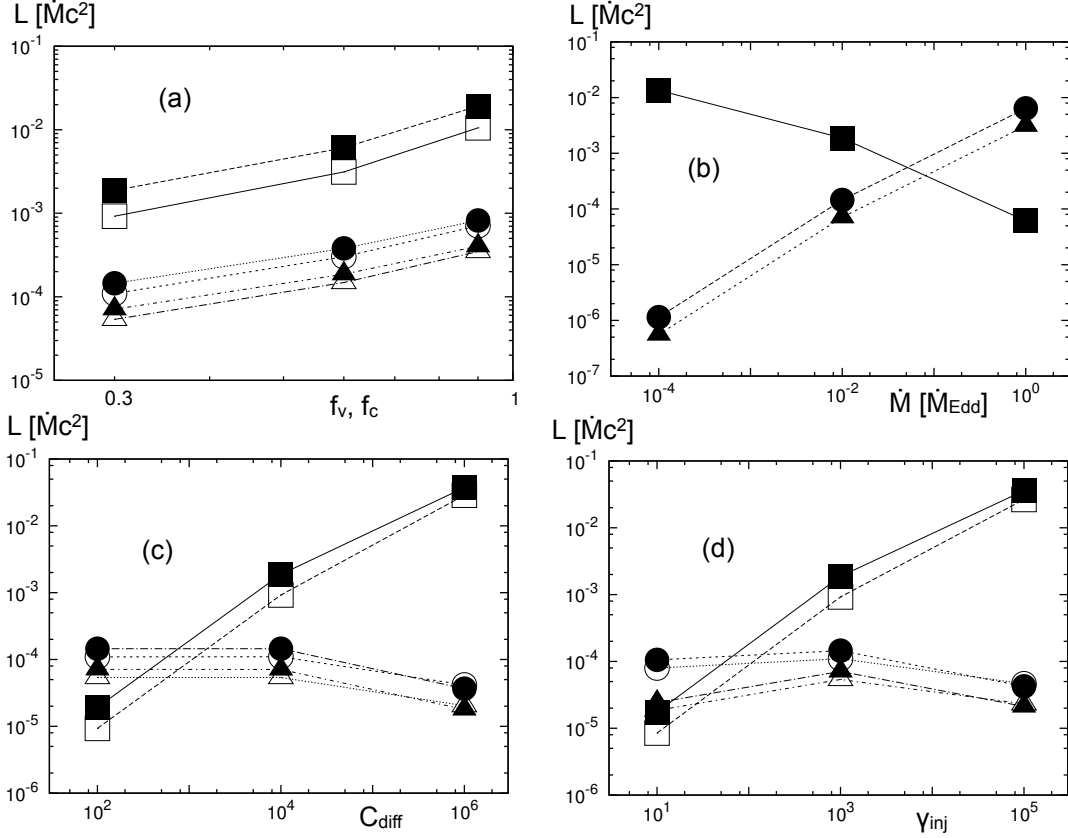 L [Ṁc²]
10⁻¹
10⁻²
10⁻³
10⁻⁴
10⁻⁵
(a)
0.3
1
f_v, f_c
L [Ṁc²]
10⁻¹
10⁻²
10⁻³
10⁻⁴
10⁻⁵
10⁻⁶
10⁻⁷
(b)
10⁻⁴
10⁻²
10⁰
Ṁ [Ṁ_Edd]
L [Ṁc²]
10⁻¹
10⁻²
10⁻³
10⁻⁴
10⁻⁵
10⁻⁶
(c)
10²
10⁴
10⁶
C_diff
L [Ṁc²]
10⁻¹
10⁻²
10⁻³
10⁻⁴
10⁻⁵
10⁻⁶
(d)
10¹
10³
10⁵
γ_inj